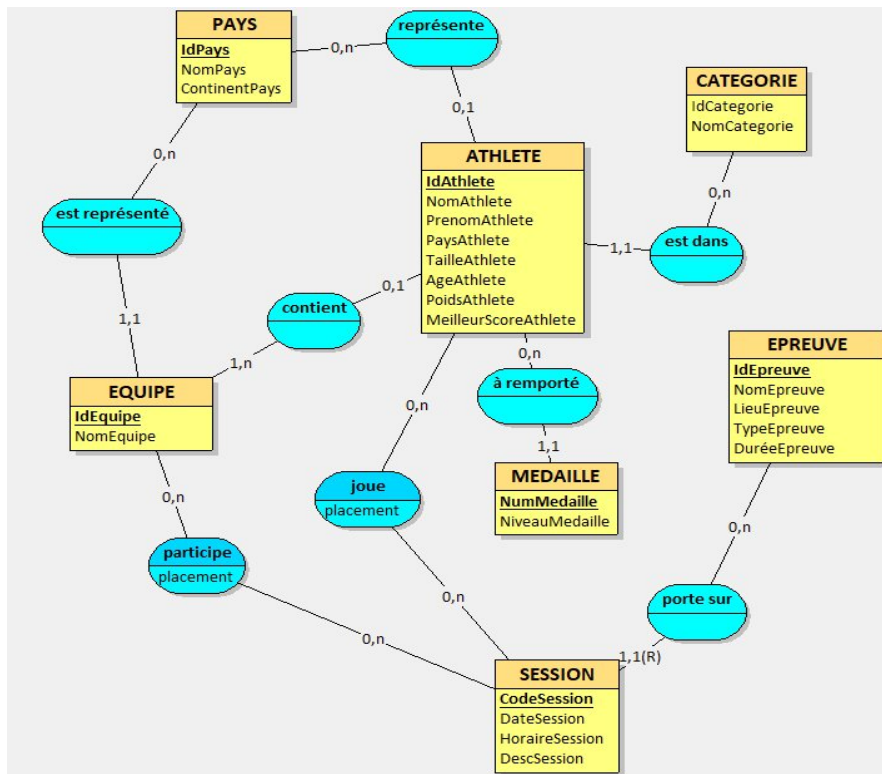 PAYS
IdPays
NomPays
ContinentPays
0,n
représente
0,1
CATEGORIE
IdCategorie
NomCategorie
0,n
est dans
1,1
ATHLETE
IdAthlete
NomAthlete
PrenomAthlete
PaysAthlete
TailleAthlete
AgeAthlete
PoidsAthlete
MeilleurScoreAthlete
0,n
est représenté
1,1
0,1
contient
1,n
EQUIPE
IdEquipe
NomEquipe
0,n
à remporté
1,1
MEDAILLE
NumMedaille
NiveauMedaille
EPREUVE
IdEpreuve
NomEpreuve
LieuEpreuve
TypeEpreuve
DuréeEpreuve
0,n
joue
placement
0,n
0,n
participe
placement
0,n
0,n
porte sur
1,1(R)
SESSION
CodeSession
DateSession
HoraireSession
DescSession